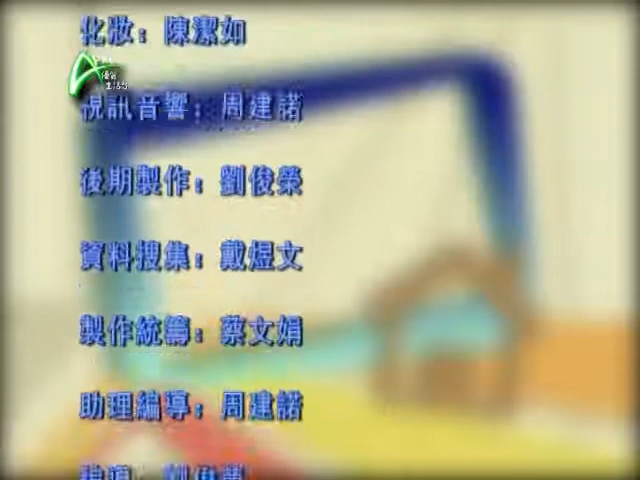 化妝：陳潔如
視訊音響：周建諾
後期製作：劉俊榮
資料搜集：戴煜文
製作統籌：蔡文娟
助理編導：周建諾